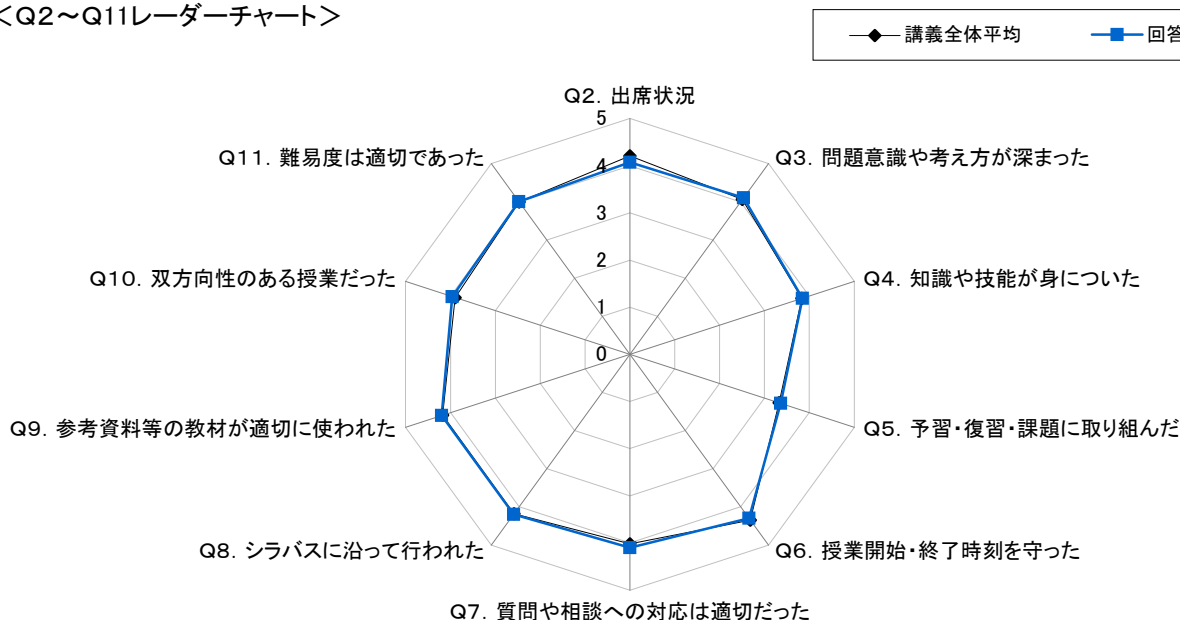 ＜Q2～Q11レーダーチャート＞
講義全体平均
回答
Q2．出席状況
Q3．問題意識や考え方が深まった
Q4．知識や技能が身についた
Q5．予習・復習・課題に取り組んだ
Q6．授業開始・終了時刻を守った
Q7．質問や相談への対応は適切だった
Q8．シラバスに沿って行われた
Q9．参考資料等の教材が適切に使われた
Q10．双方向性のある授業だった
Q11．難易度は適切であった
5
4
3
2
1
0